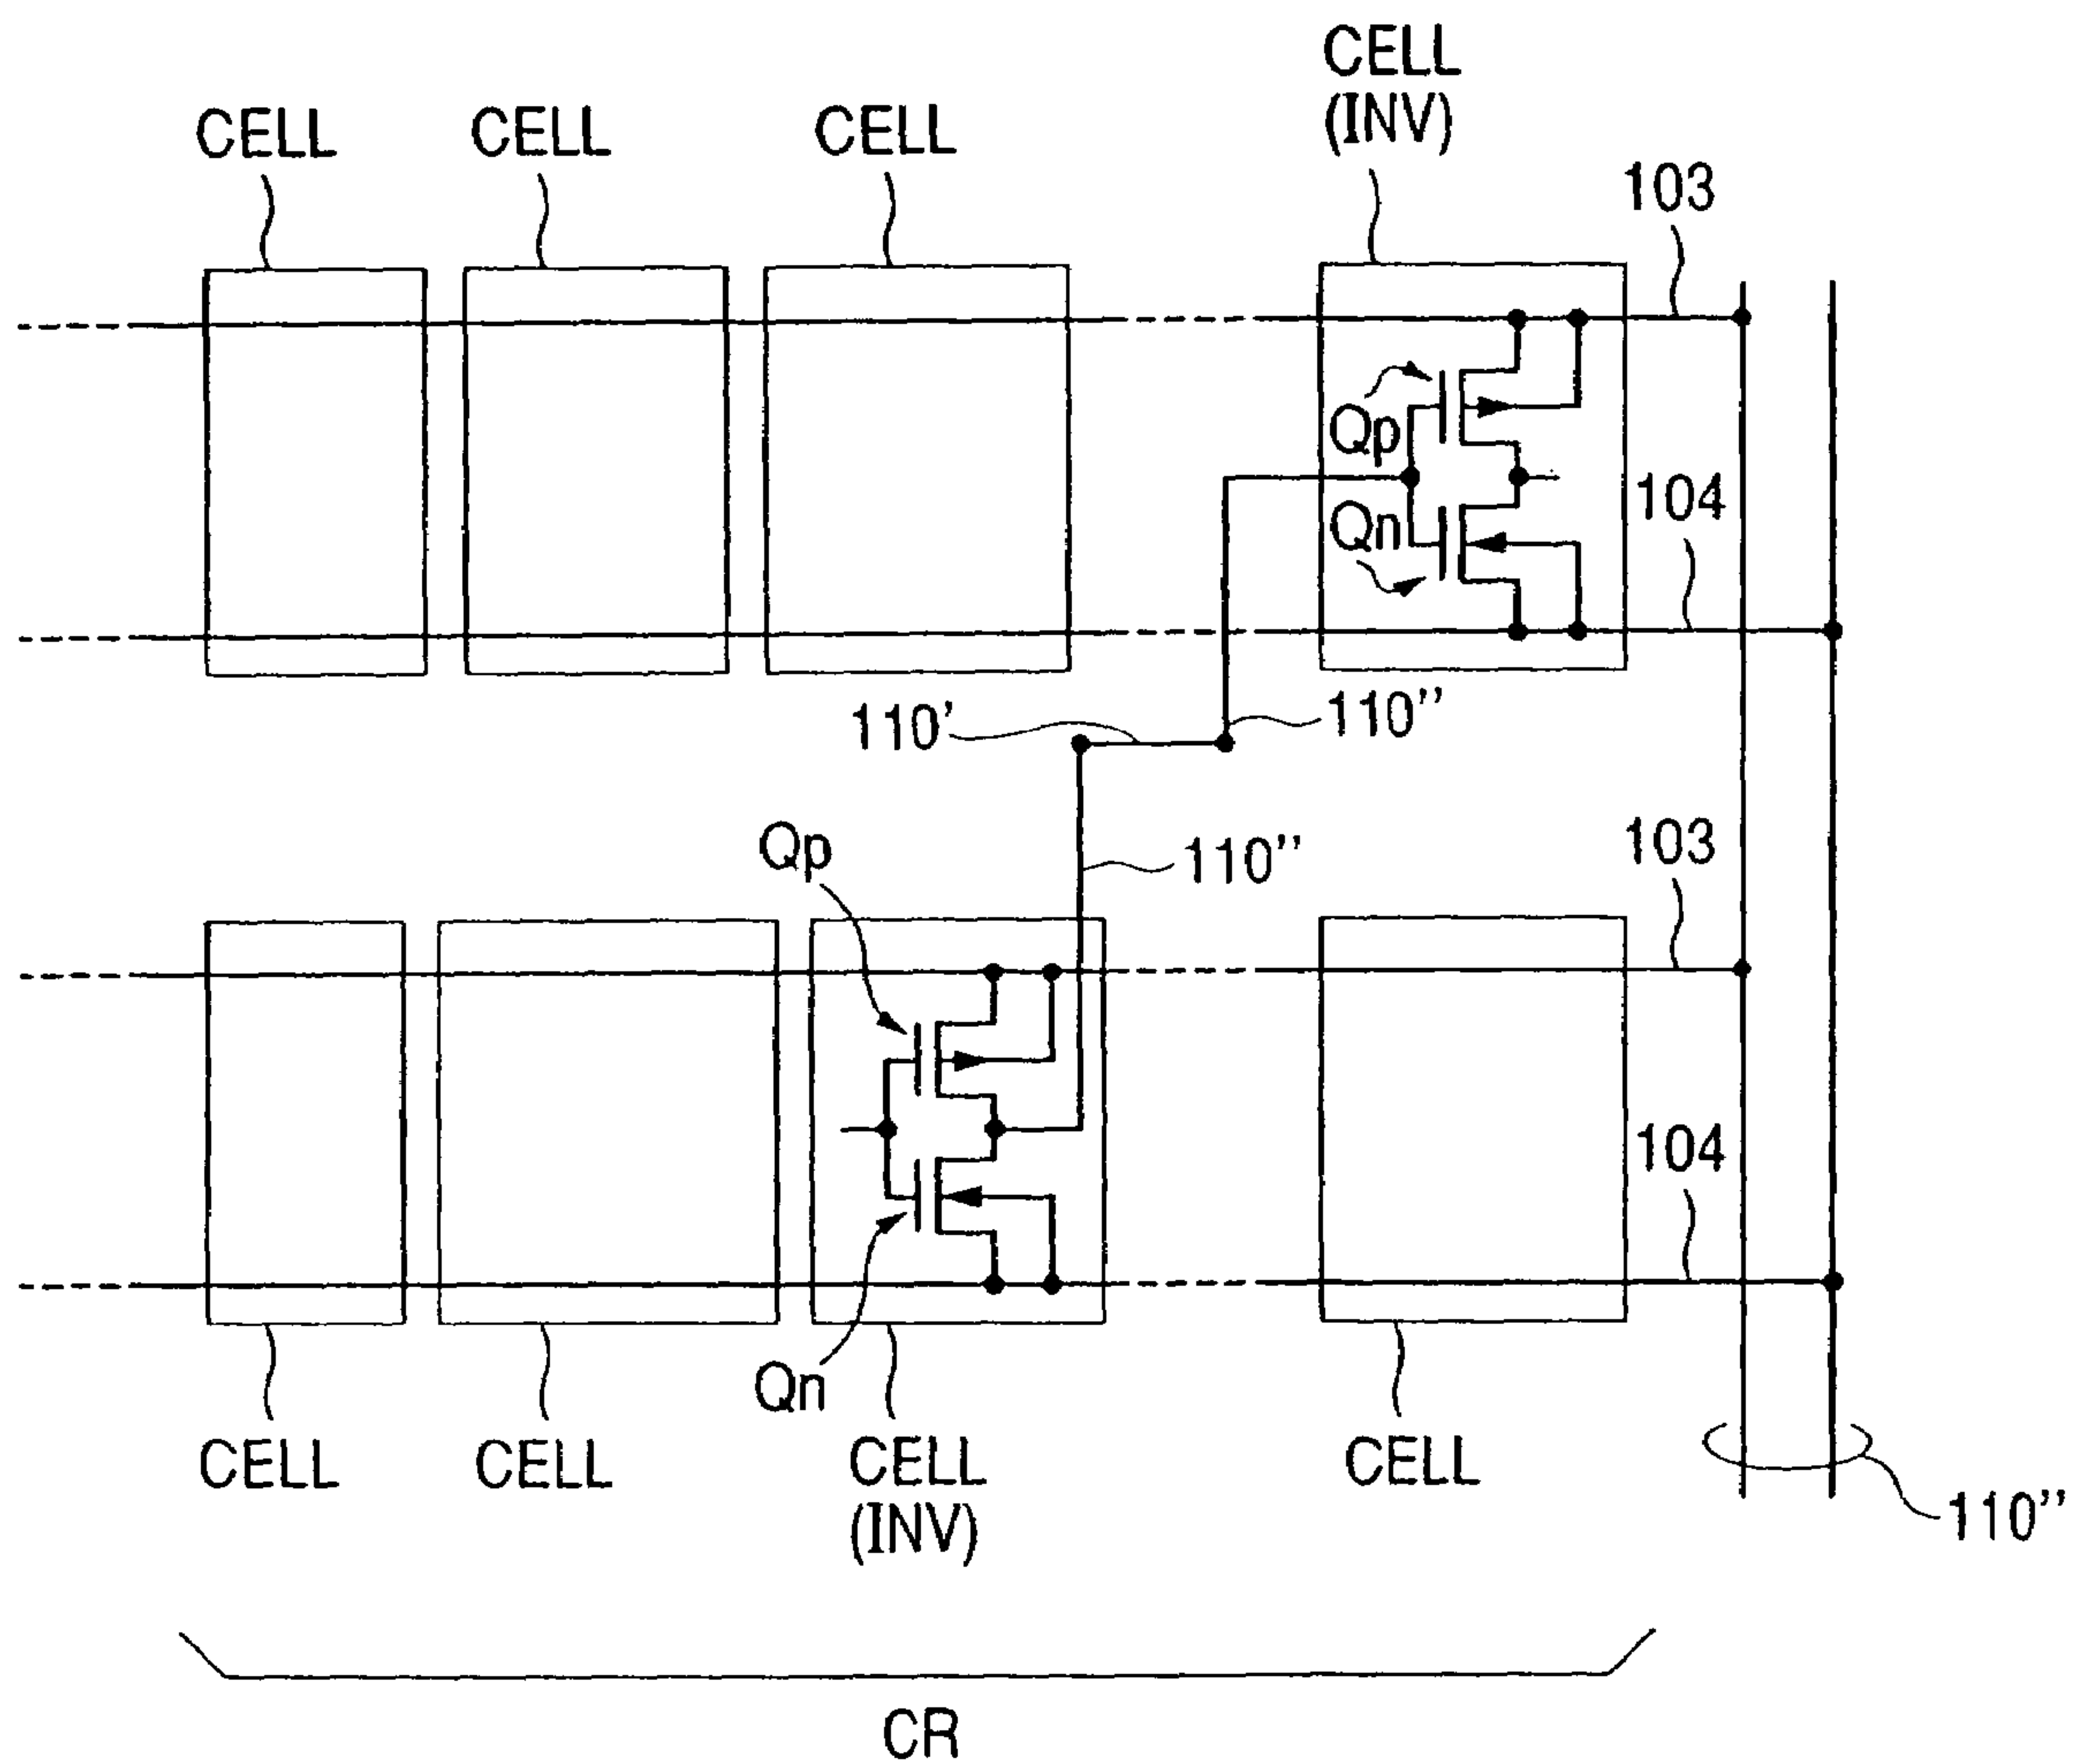 CELL
(INV)
CELL
CELL
CELL
103
Qp
104
Qn
110'
110"
Qp
110"
103
104
Qn
CELL
CELL
CELL
(INV)
CELL
110"
CR